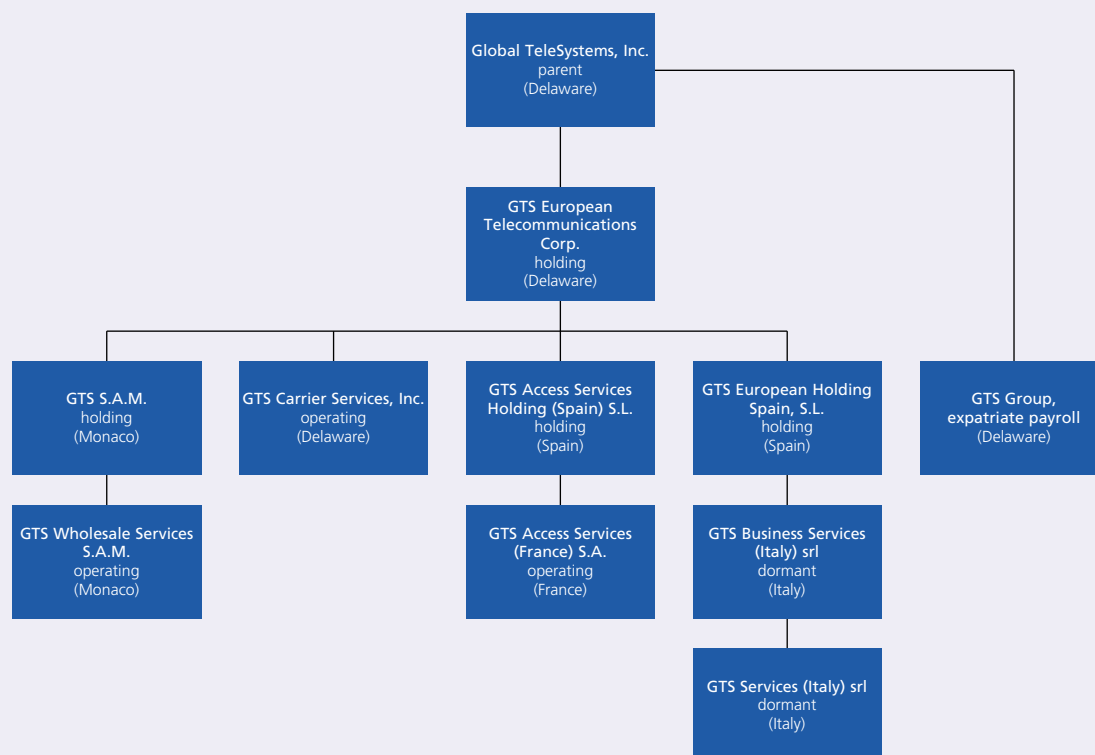 Global TeleSystems, Inc.
parent
(Delaware)
GTS European
Telecommunications
Corp.
holding
(Delaware)
GTS S.A.M.
holding
(Monaco)
GTS Carrier Services, Inc.
operating
(Delaware)
GTS Access Services
Holding (Spain) S.L.
holding
(Spain)
GTS European Holding
Spain, S.L.
holding
(Spain)
GTS Group,
expatriate payroll
(Delaware)
GTS Wholesale Services
S.A.M.
operating
(Monaco)
GTS Access Services
(France) S.A.
operating
(France)
GTS Business Services
(Italy) srl
dormant
(Italy)
GTS Services (Italy) srl
dormant
(Italy)